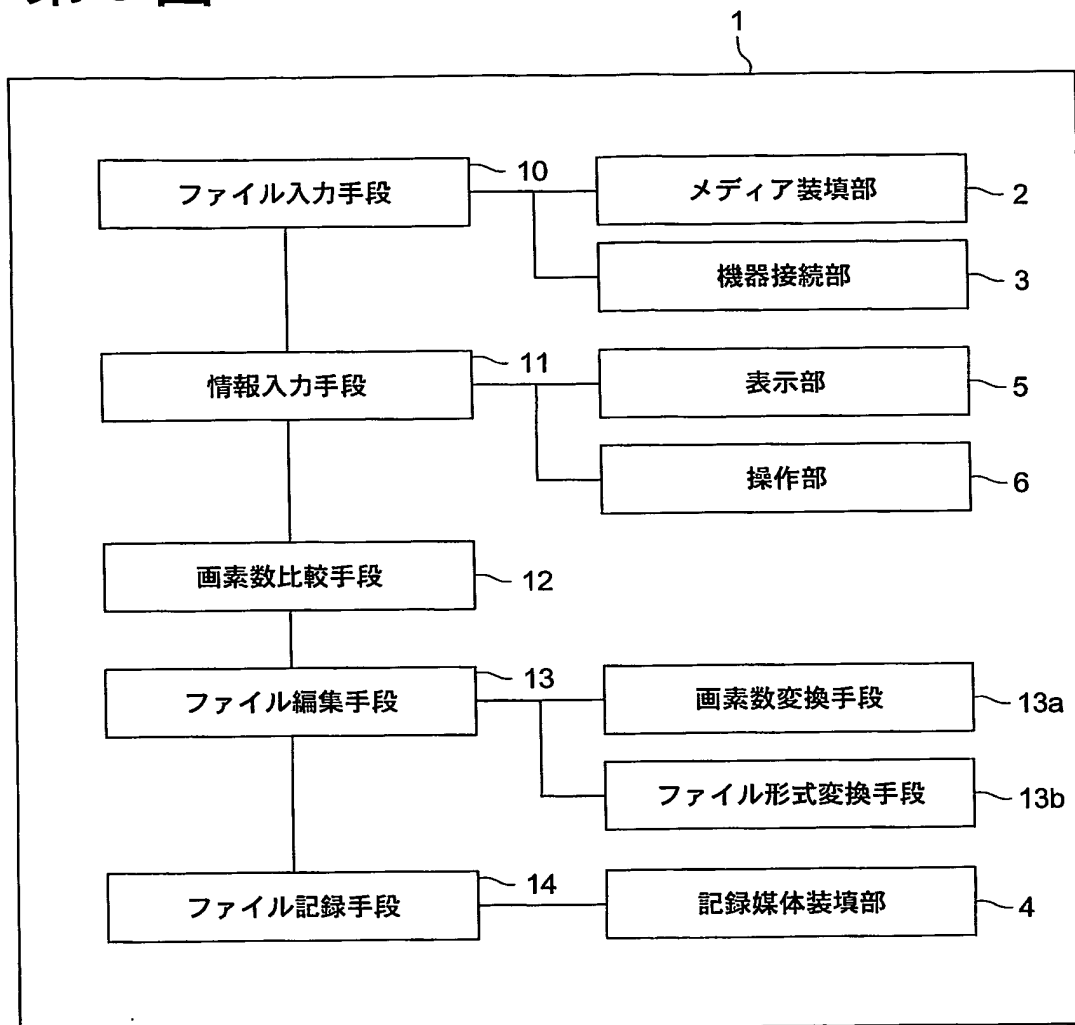 1
ファイル入力手段
10
メディア装填部
2
機器接続部
3
情報入力手段
11
表示部
5
操作部
6
画素数比較手段
12
ファイル編集手段
13
画素数変換手段
13a
ファイル形式変換手段
13b
ファイル記録手段
14
記録媒体装填部
4